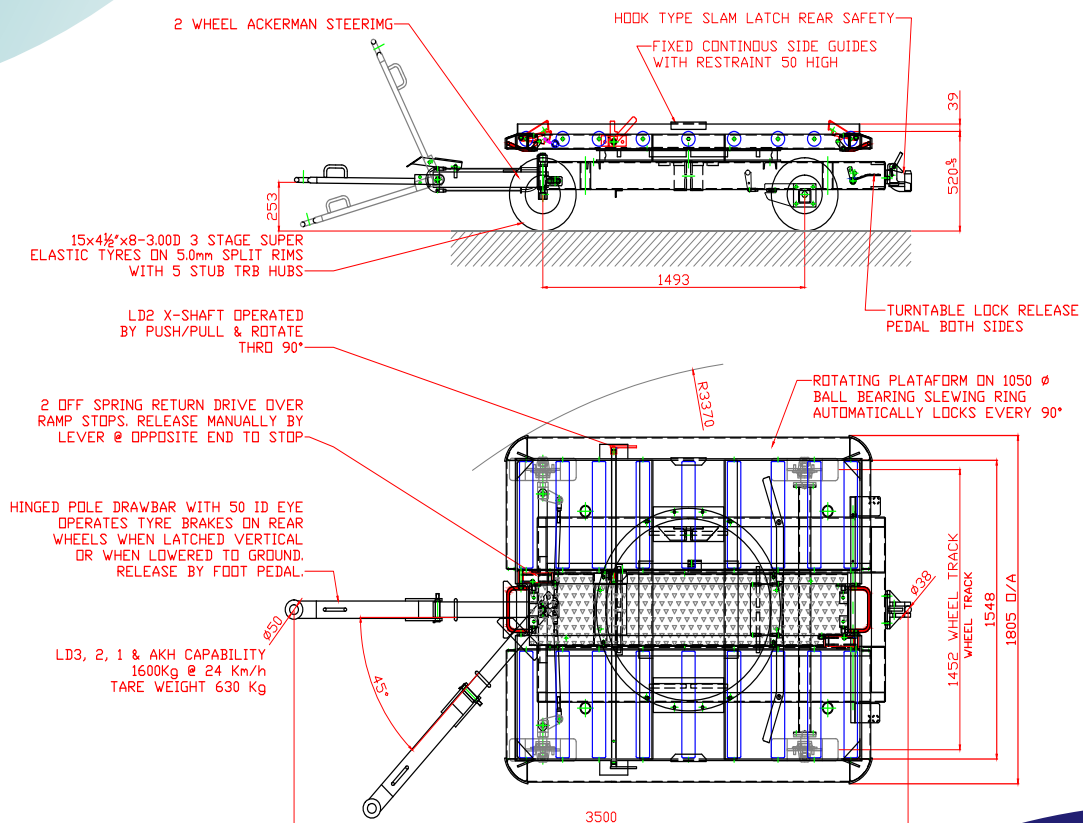 2 WHEEL ACKERMAN STEERIMG
HOOK TYPE SLAM LATCH REAR SAFETY
FIXED CONTINOUS SIDE GUIDES
WITH RESTRAINT 50 HIGH
39
520-⁰₅
253
15x4½"x8-3.00D 3 STAGE SUPER
ELASTIC TYRES ON 5.0mm SPLIT RIMS
WITH 5 STUB TRB HUBS
1493
TURNTABLE LOCK RELEASE
PEDAL BOTH SIDES
LD2 X-SHAFT OPERATED
BY PUSH/PULL & ROTATE
THRO 90°
R3370
ROTATING PLATAFORM ON 1050 Ø
BALL BEARING SLEWING RING
AUTOMATICALLY LOCKS EVERY 90°
2 OFF SPRING RETURN DRIVE OVER
RAMP STOPS. RELEASE MANUALLY BY
LEVER @ OPPOSITE END TO STOP
HINGED POLE DRAWBAR WITH 50 ID EYE
OPERATES TYRE BRAKES ON REAR
WHEELS WHEN LATCHED VERTICAL
OR WHEN LOWERED TO GROUND.
RELEASE BY FOOT PEDAL.
Ø50
Ø38
1452 WHEEL TRACK
WHEEL TRACK
1548
1805 O/A
LD3, 2, 1 & AKH CAPABILITY
1600Kg @ 24 Km/h
TARE WEIGHT 630 Kg
45°
3500